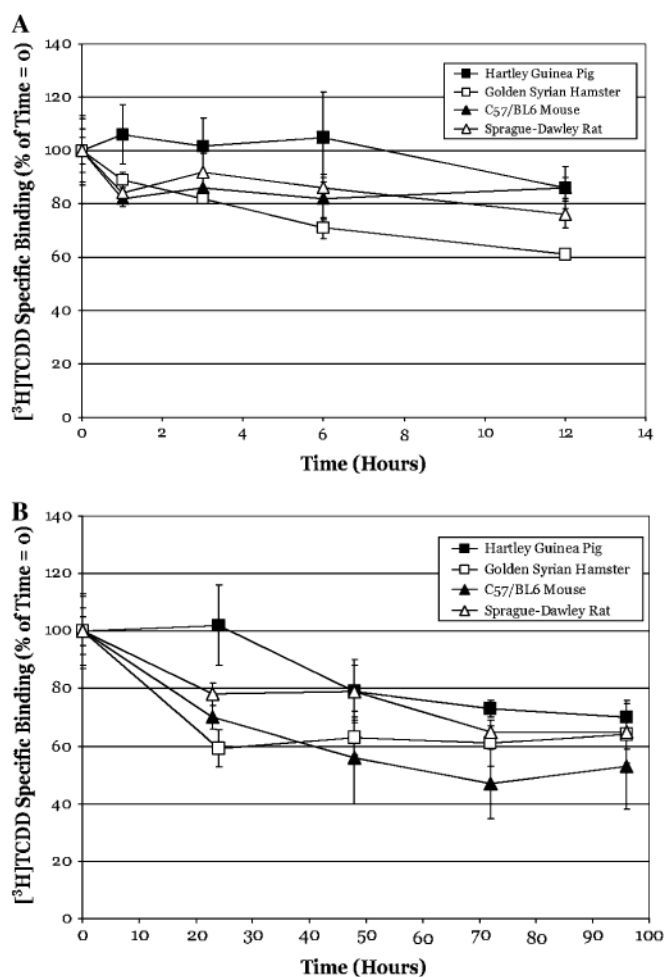 A
[³H]TCDD Specific Binding (% of Time = 0)
140
120
100
80
60
40
20
0
Hartley Guinea Pig
Golden Syrian Hamster
C57/BL6 Mouse
Sprague-Dawley Rat
0 2 4 6 8 10 12 14
Time (Hours)
B
[³H]TCDD Specific Binding (% of Time = 0)
140
120
100
80
60
40
20
0
Hartley Guinea Pig
Golden Syrian Hamster
C57/BL6 Mouse
Sprague-Dawley Rat
0 10 20 30 40 50 60 70 80 90 100
Time (Hours)